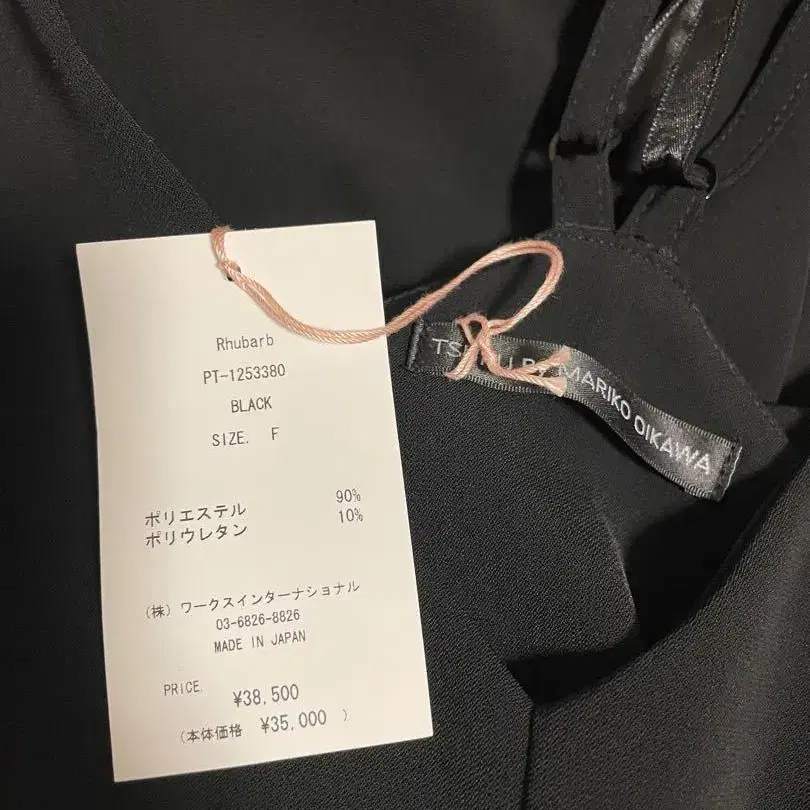 Rhubarb
PT-1253380
BLACK
SIZE. F
ポリエステル 90%
ポリウレタン 10%
(株) ワークスインターナショナル
03-6826-8826
MADE IN JAPAN
PRICE. ¥38,500
(本体価格 ¥35,000 )
BY MARIKO OIKAWA